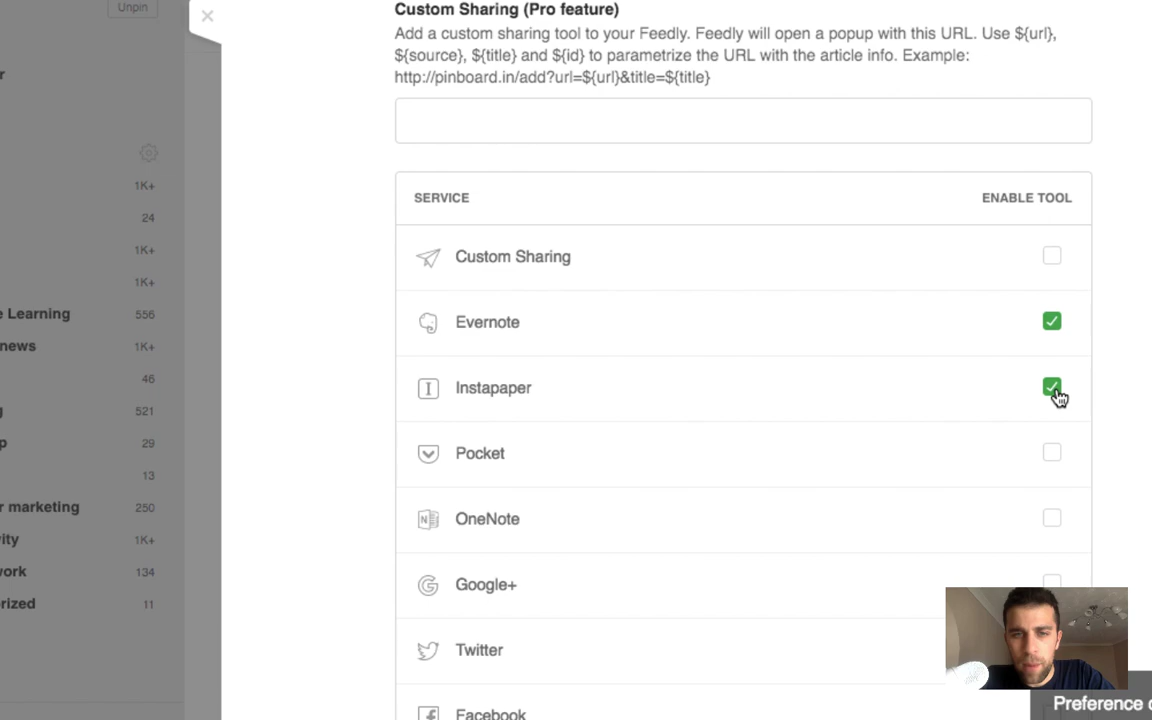 Unpin
Custom Sharing (Pro feature)
Add a custom sharing tool to your Feedly. Feedly will open a popup with this URL. Use ${url},
${source}, ${title} and ${id} to parametrize the URL with the article info. Example:
http://pinboard.in/add?url=${url}&title=${title}
r
1K+
24
1K+
1K+
e Learning 556
news 1K+
46
g 521
p 29
13
r marketing 250
ity 1K+
work 134
rized 11
SERVICE ENABLE TOOL
Custom Sharing
Evernote
Instapaper
Pocket
OneNote
Google+
Twitter
Facebook
Preference